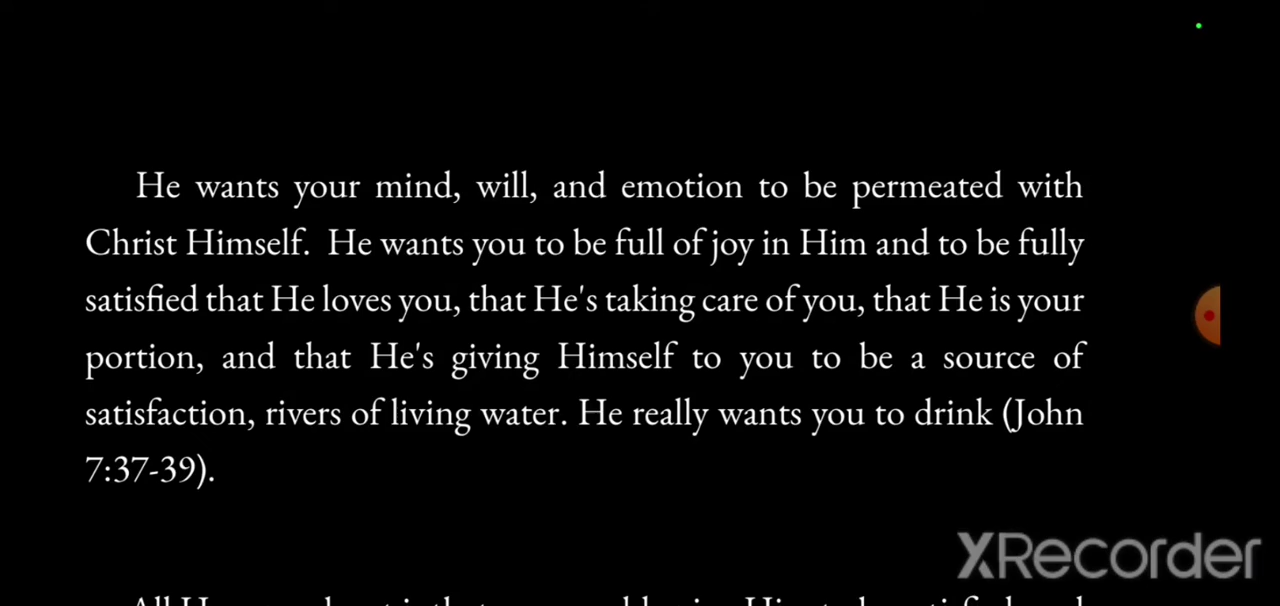 He wants your mind, will, and emotion to be permeated with
Christ Himself.  He wants you to be full of joy in Him and to be fully
satisfied that He loves you, that He's taking care of you, that He is your
portion, and that He's giving Himself to you to be a source of
satisfaction, rivers of living water. He really wants you to drink (John
7:37-39).
XRecorder